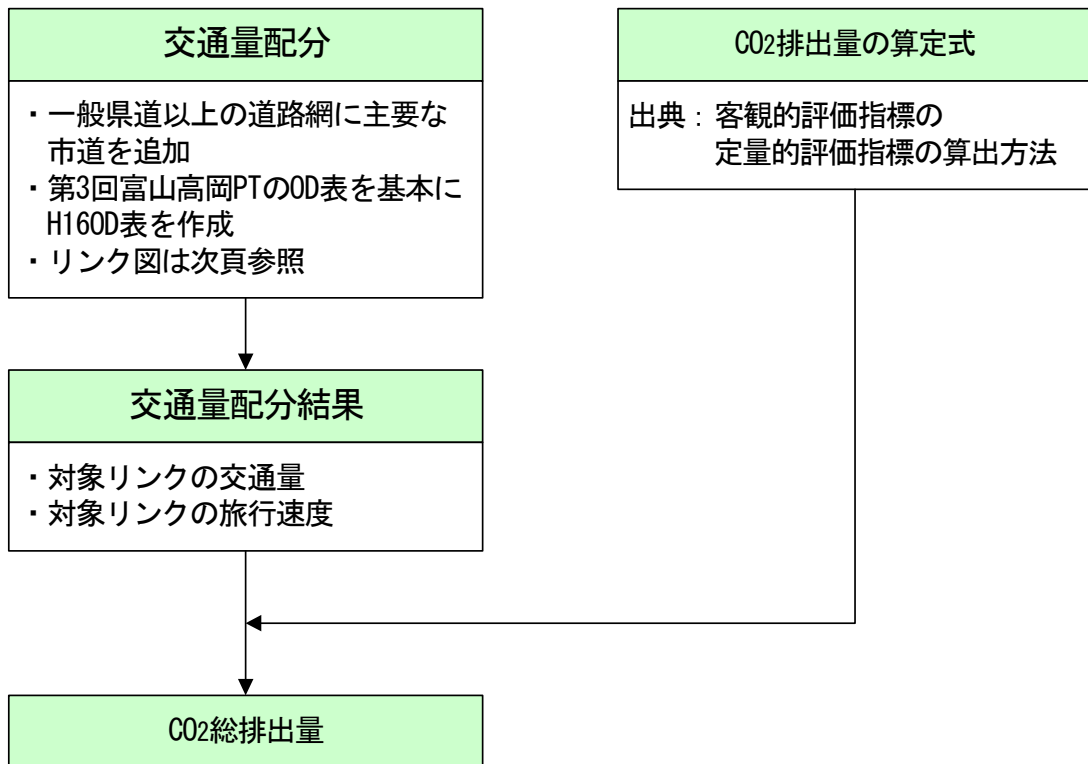 交通量配分
・一般県道以上の道路網に主要な
市道を追加
・第3回富山高岡PTのOD表を基本に
H16OD表を作成
・リンク図は次頁参照
CO2排出量の算定式
出典：客観的評価指標の
定量的評価指標の算出方法
交通量配分結果
・対象リンクの交通量
・対象リンクの旅行速度
CO2総排出量